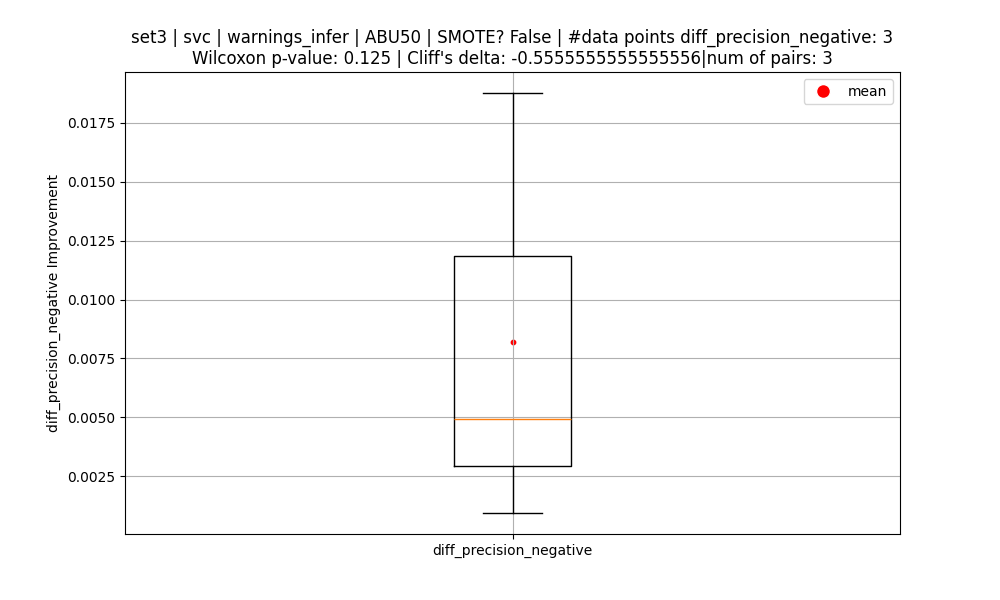 set3 | svc | warnings_infer | ABU50 | SMOTE? False | #data points diff_precision_negative: 3
Wilcoxon p-value: 0.125 | Cliff's delta: -0.5555555555555556|num of pairs: 3
mean
0.0175
0.0150
0.0125
0.0100
0.0075
0.0050
0.0025
diff_precision_negative Improvement
diff_precision_negative